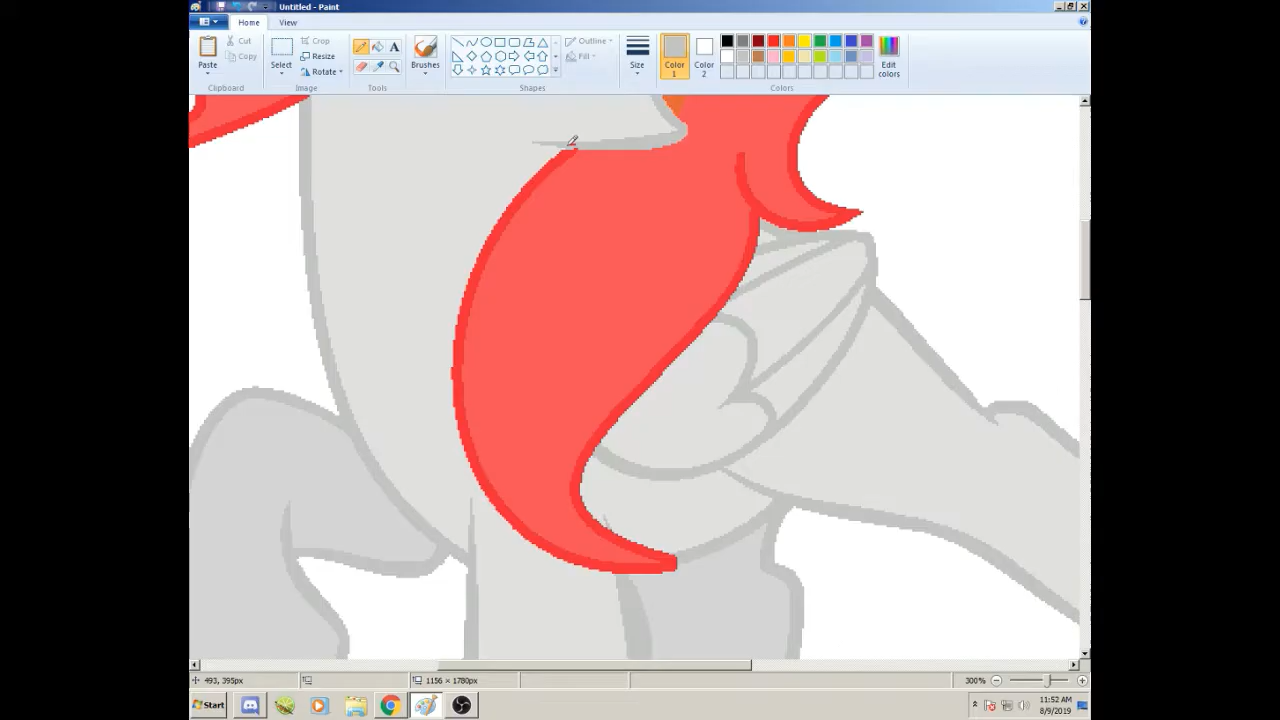 Untitled - Paint
Home View
Paste
Cut
Copy
Clipboard
Select
Crop
Resize
Rotate
Image
A
Tools
Brushes
Outline
Fill
Shapes
Size
Color 1
Color 2
Edit colors
Colors
493, 395px
1156 × 1780px
300%
Start
11:52 AM
8/9/2019